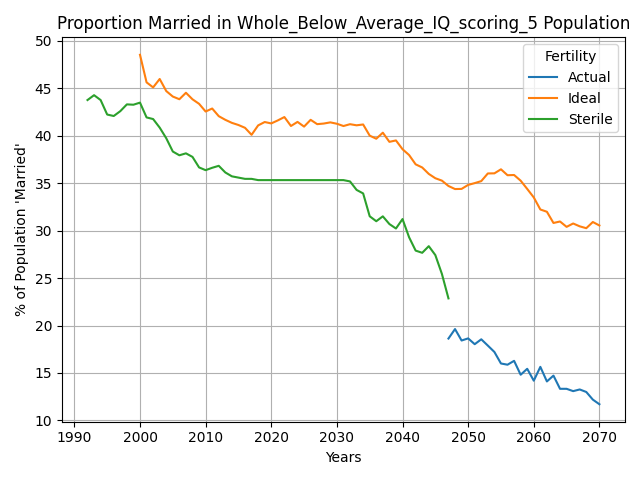 Proportion Married in Whole_Below_Average_IQ_scoring_5 Population
% of Population 'Married'
50
45
40
35
30
25
20
15
10
Fertility
Actual
Ideal
Sterile
1990 2000 2010 2020 2030 2040 2050 2060 2070
Years